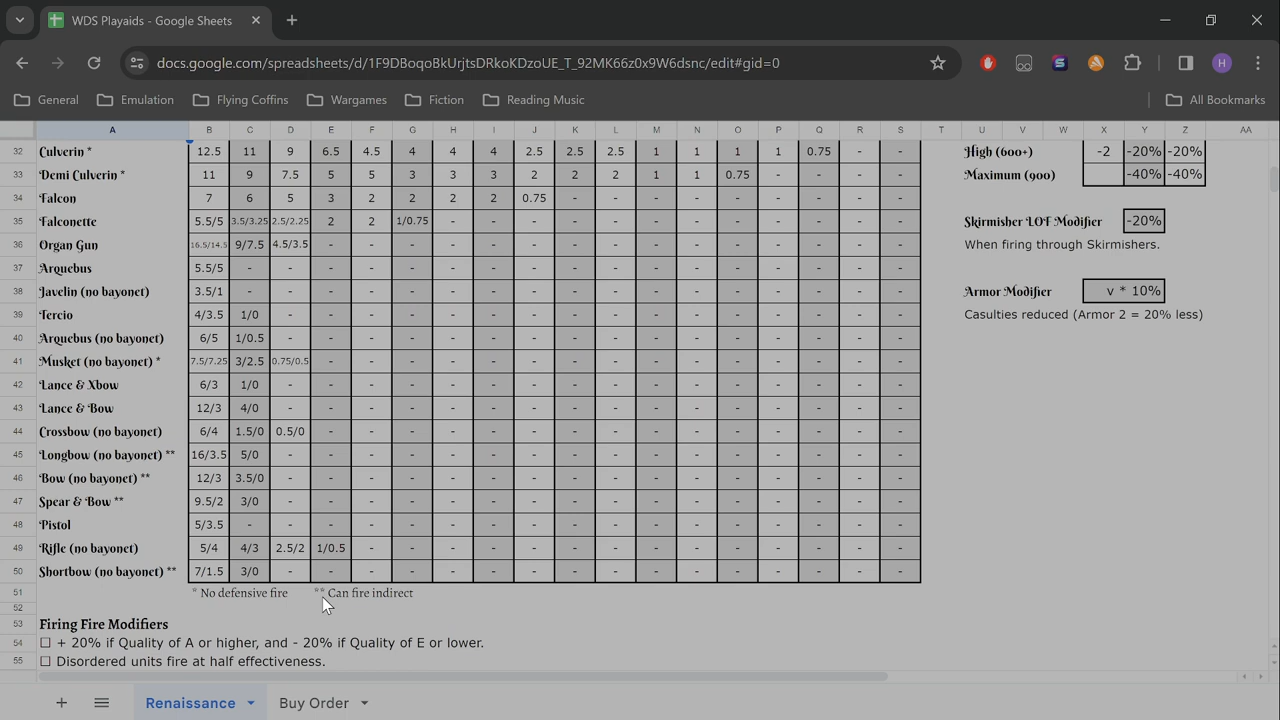 WDS Playaids - Google Sheets
docs.google.com/spreadsheets/d/1F9DBoqoBkUrjtsDRkoKDzoUE_T_92MK66z0x9W6dsnc/edit#gid=0
H
General Emulation Flying Coffins Wargames Fiction Reading Music All Bookmarks
A B C D E F G H I J K L M N O P Q R S T U V W X Y Z AA
32 Culverin * 12.5 11 9 6.5 4.5 4 4 4 2.5 2.5 2.5 1 1 1 1 0.75 - - High (600+) -2 -20% -20%
33 Demi Culverin * 11 9 7.5 5 5 3 3 3 2 2 2 1 1 0.75 - - - - Maximum (900) -40% -40%
34 Falcon 7 6 5 3 2 2 2 2 0.75 - - - - - - - - -
35 Falconette 5.5/5 3.5/3.25 2.5/2.25 2 2 1/0.75 - - - - - - - - - - - - Skirmisher LOF Modifier -20%
36 Organ Gun 16.5/14.5 9/7.5 4.5/3.5 - - - - - - - - - - - - - - - When firing through Skirmishers.
37 Arquebus 5.5/5 - - - - - - - - - - - - - - - - -
38 Javelin (no bayonet) 3.5/1 - - - - - - - - - - - - - - - - - Armor Modifier v * 10%
39 Tercio 4/3.5 1/0 - - - - - - - - - - - - - - - - Casulties reduced (Armor 2 = 20% less)
40 Arquebus (no bayonet) 6/5 1/0.5 - - - - - - - - - - - - - - - -
41 Musket (no bayonet) * 7.5/7.25 3/2.5 0.75/0.5 - - - - - - - - - - - - - - -
42 Lance & Xbow 6/3 1/0 - - - - - - - - - - - - - - - -
43 Lance & Bow 12/3 4/0 - - - - - - - - - - - - - - - -
44 Crossbow (no bayonet) 6/4 1.5/0 0.5/0 - - - - - - - - - - - - - - -
45 Longbow (no bayonet) ** 16/3.5 5/0 - - - - - - - - - - - - - - - -
46 Bow (no bayonet) ** 12/3 3.5/0 - - - - - - - - - - - - - - - -
47 Spear & Bow ** 9.5/2 3/0 - - - - - - - - - - - - - - - -
48 Pistol 5/3.5 - - - - - - - - - - - - - - - - -
49 Rifle (no bayonet) 5/4 4/3 2.5/2 1/0.5 - - - - - - - - - - - - - -
50 Shortbow (no bayonet) ** 7/1.5 3/0 - - - - - - - - - - - - - - - -
51 * No defensive fire ** Can fire indirect
52
53 Firing Fire Modifiers
54 ☐ + 20% if Quality of A or higher, and - 20% if Quality of E or lower.
55 ☐ Disordered units fire at half effectiveness.
Renaissance Buy Order